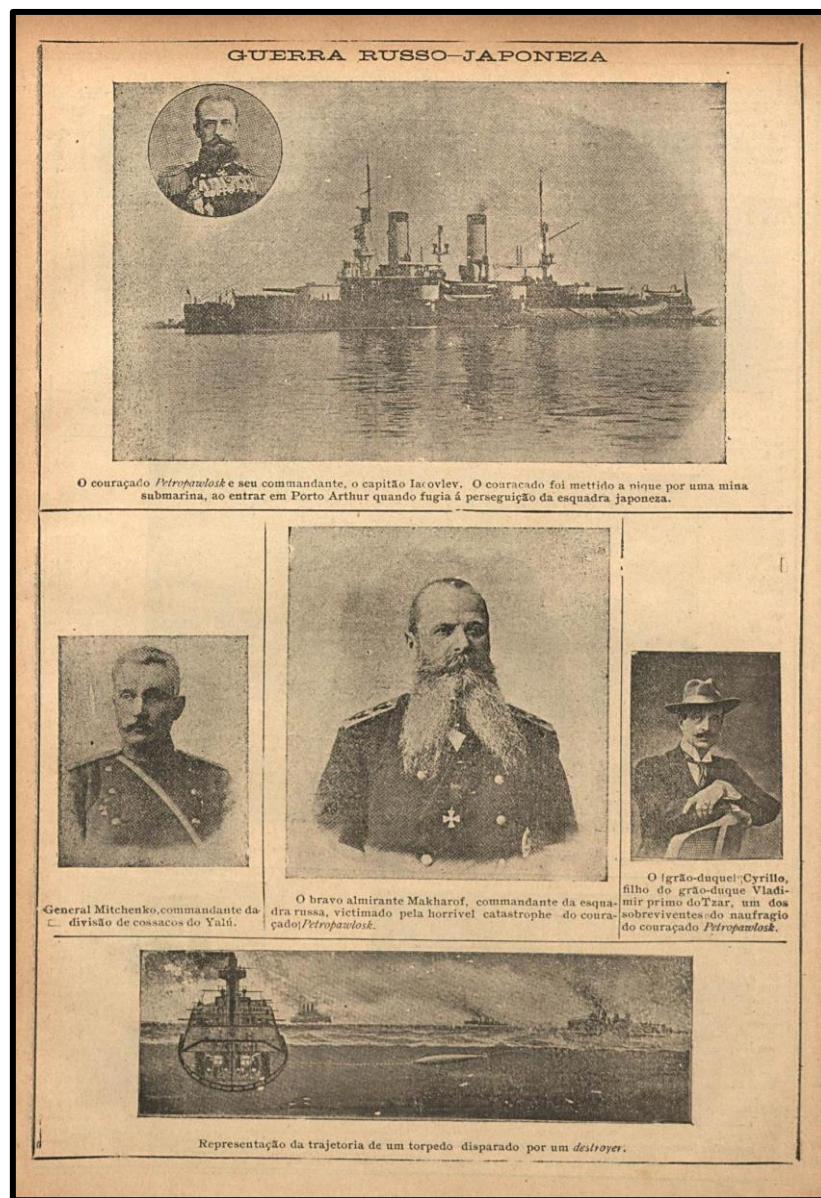 GUERRA RUSSO-JAPONEZA
O couraçado Petropawlosk e seu commandante, o capitão Iacovlev. O couracado foi mettido a pique por uma mina
submarina, ao entrar em Porto Arthur quando fugia á perseguição da esquadra japoneza.
General Mitchenko, commandante da
divisão de cossacos do Yalú.
O bravo almirante Makharof, commandante da esqua-
dra russa, victimado pela horrivel catastrophe do coura-
çado Petropawlosk.
O grão-duque Cyrillo,
filho do grão-duque Vladi-
mir primo do Tzar, um dos
sobreviventes do naufragio
do couraçado Petropawlosk.
Representação da trajetoria de um torpedo disparado por um destroyer.